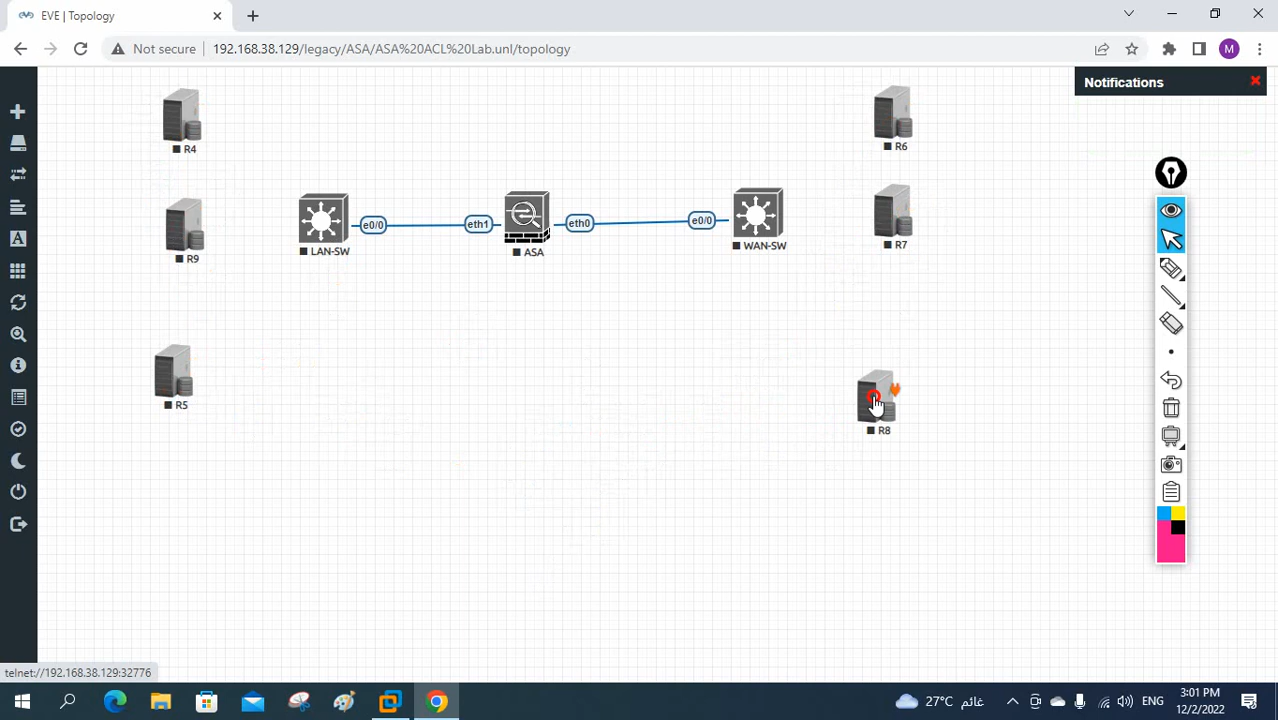 EVE | Topology
Not secure
192.168.38.129/legacy/ASA/ASA%20ACL%20Lab.unl/topology
M
Notifications
R4
R6
R9
R7
LAN-SW
e0/0
eth1
ASA
eth0
e0/0
WAN-SW
R5
R8
telnet://192.168.38.129:32776
27°C غائم
ENG
3:01 PM
12/2/2022